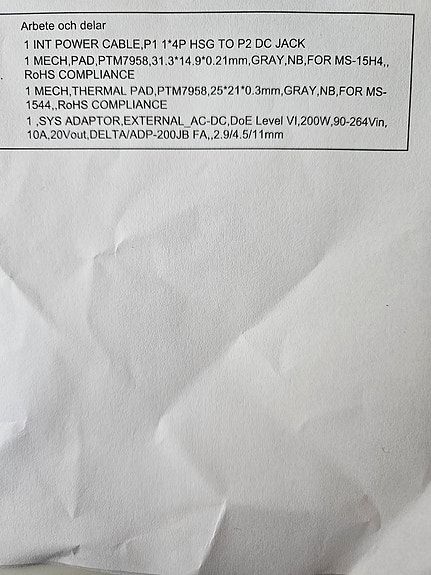 Arbete och delar
1 INT POWER CABLE,P1 1*4P HSG TO P2 DC JACK
1 MECH,PAD,PTM7958,31.3*14.9*0.21mm,GRAY,NB,FOR MS-15H4,,
RoHS COMPLIANCE
1 MECH,THERMAL PAD,PTM7958,25*21*0.3mm,GRAY,NB,FOR MS-
1544,,RoHS COMPLIANCE
1 ,SYS ADAPTOR,EXTERNAL_AC-DC,DoE Level VI,200W,90-264Vin,
10A,20Vout,DELTA/ADP-200JB FA,,2.9/4.5/11mm